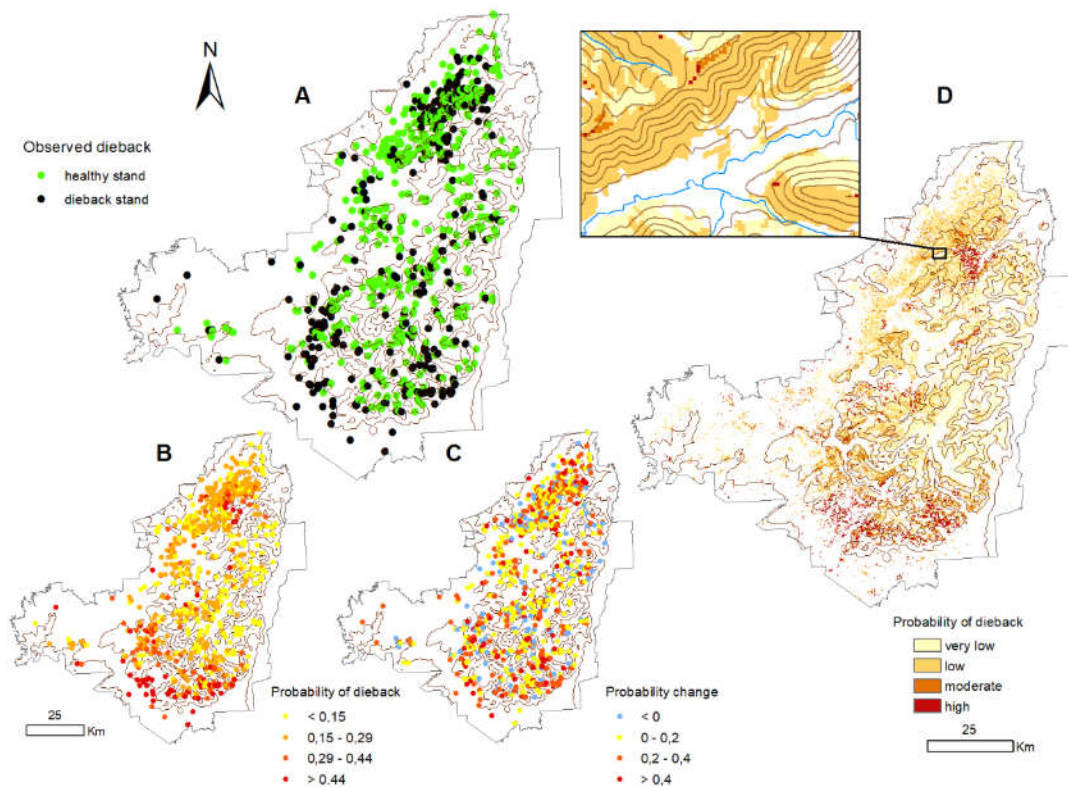 N
A
Observed dieback
healthy stand
dieback stand
D
B
C
Probability of dieback
< 0,15
0,15 - 0,29
0,29 - 0,44
> 0.44
25
Km
Probability change
< 0
0 - 0,2
0,2 - 0,4
> 0,4
Probability of dieback
very low
low
moderate
high
25
Km